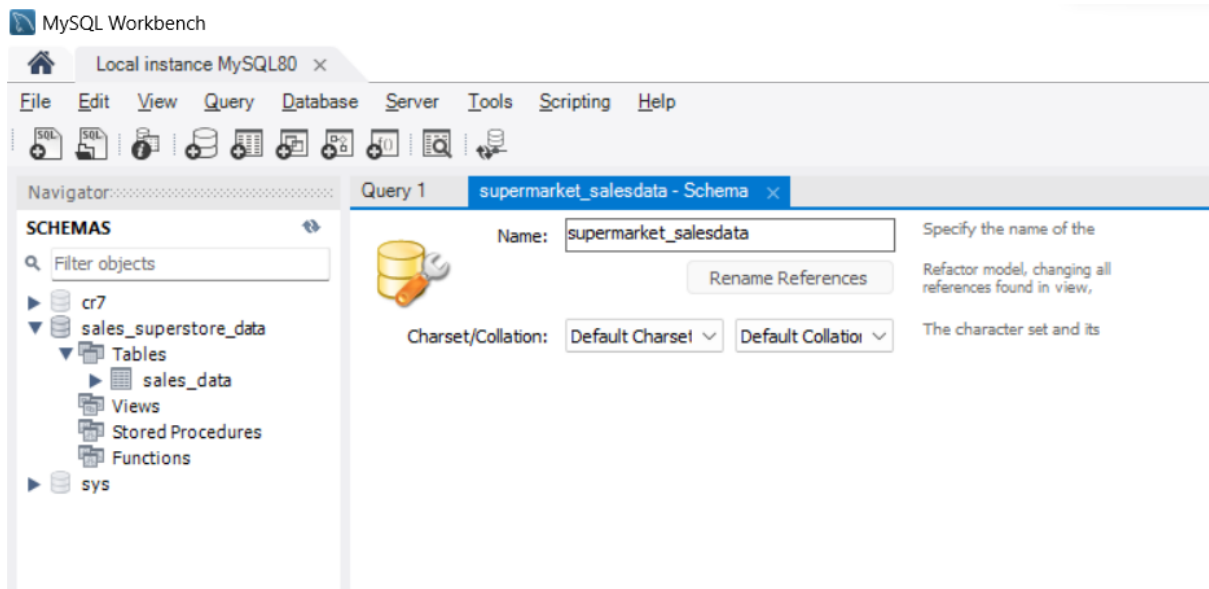 MySQL Workbench
Local instance MySQL80 ×
File Edit View Query Database Server Tools Scripting Help
SQL SQL
Navigator
SCHEMAS
Filter objects
cr7
sales_superstore_data
Tables
sales_data
Views
Stored Procedures
Functions
sys
Query 1
supermarket_salesdata - Schema ×
Name: supermarket_salesdata
Specify the name of the
Rename References
Refactor model, changing all
references found in view,
Charset/Collation: Default Charset Default Collation
The character set and its